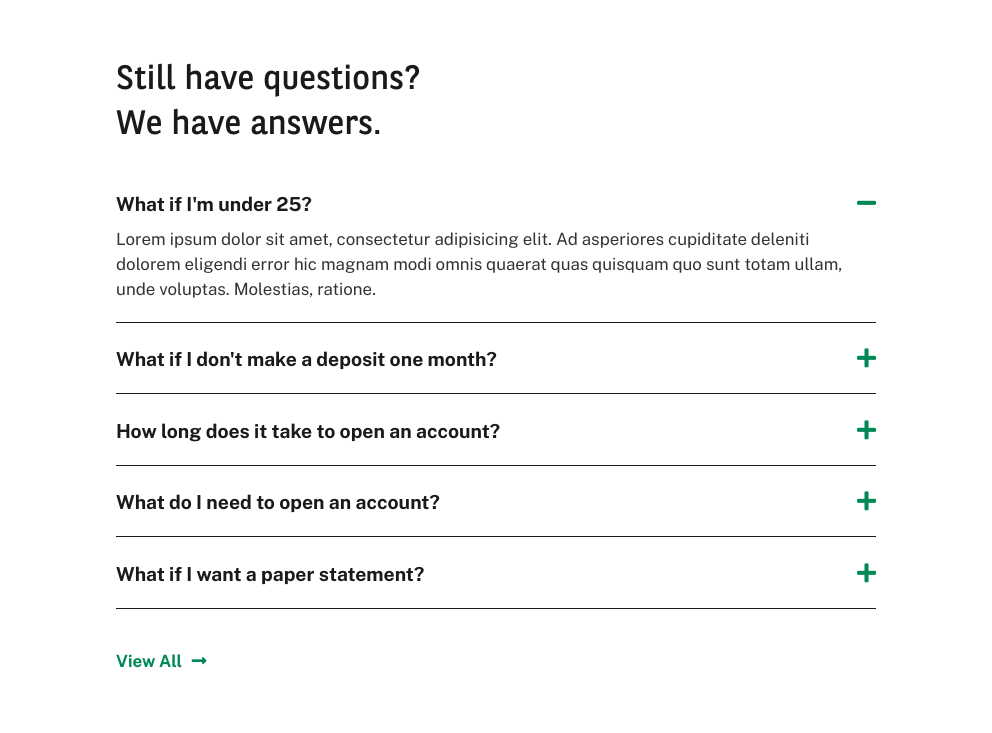 Still have questions?
We have answers.
What if I'm under 25?
Lorem ipsum dolor sit amet, consectetur adipisicing elit. Ad asperiores cupiditate deleniti
dolorem eligendi error hic magnam modi omnis quaerat quas quisquam quo sunt totam ullam,
unde voluptas. Molestias, ratione.
What if I don't make a deposit one month?
How long does it take to open an account?
What do I need to open an account?
What if I want a paper statement?
View All